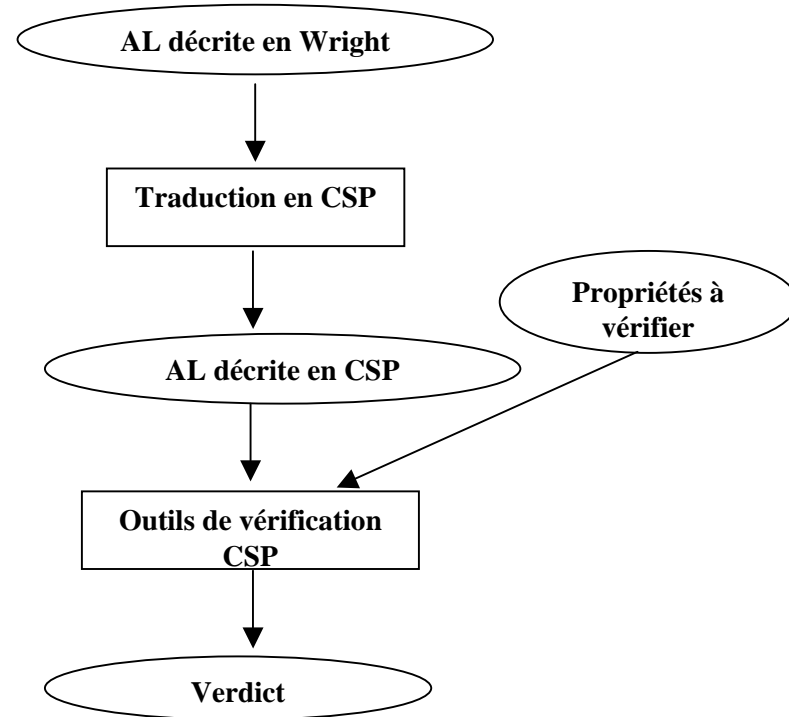 AL décrite en Wright
Traduction en CSP
Propriétés à
vérifier
AL décrite en CSP
Outils de vérification
CSP
Verdict